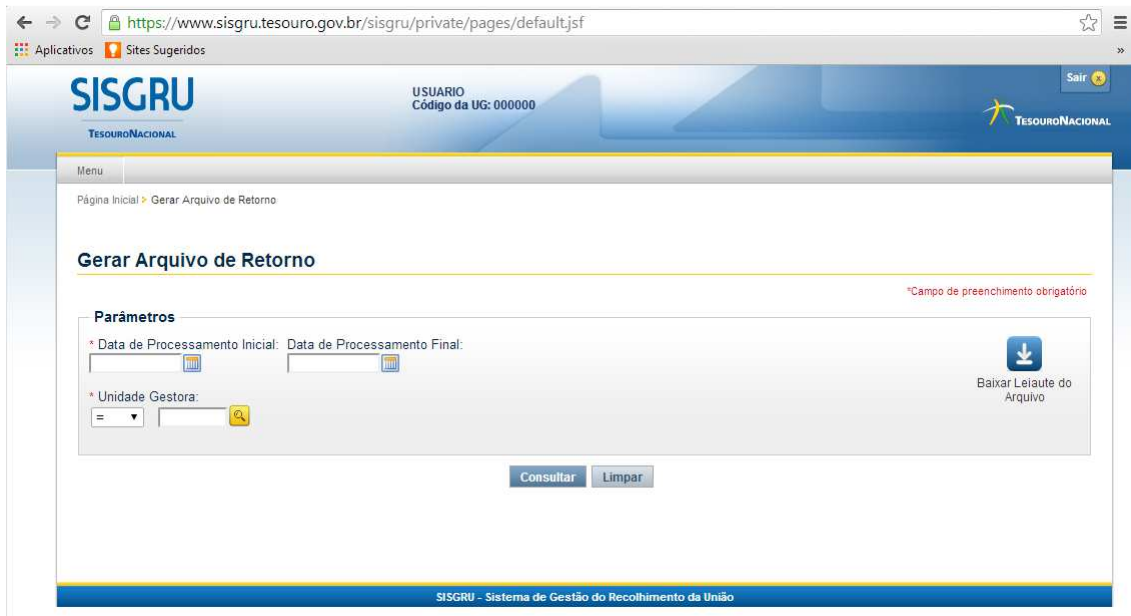 https://www.sisgru.tesouro.gov.br/sisgru/private/pages/default.jsf
Aplicativos Sites Sugeridos »
SISGRU
TESOURONACIONAL
USUARIO
Código da UG: 000000
Sair x
TESOURONACIONAL
Menu
Página Inicial > Gerar Arquivo de Retorno
Gerar Arquivo de Retorno
*Campo de preenchimento obrigatório
Parâmetros
* Data de Processamento Inicial: Data de Processamento Final:
Baixar Leiaute do
Arquivo
* Unidade Gestora:
=
Consultar Limpar
SISGRU - Sistema de Gestão do Recolhimento da União